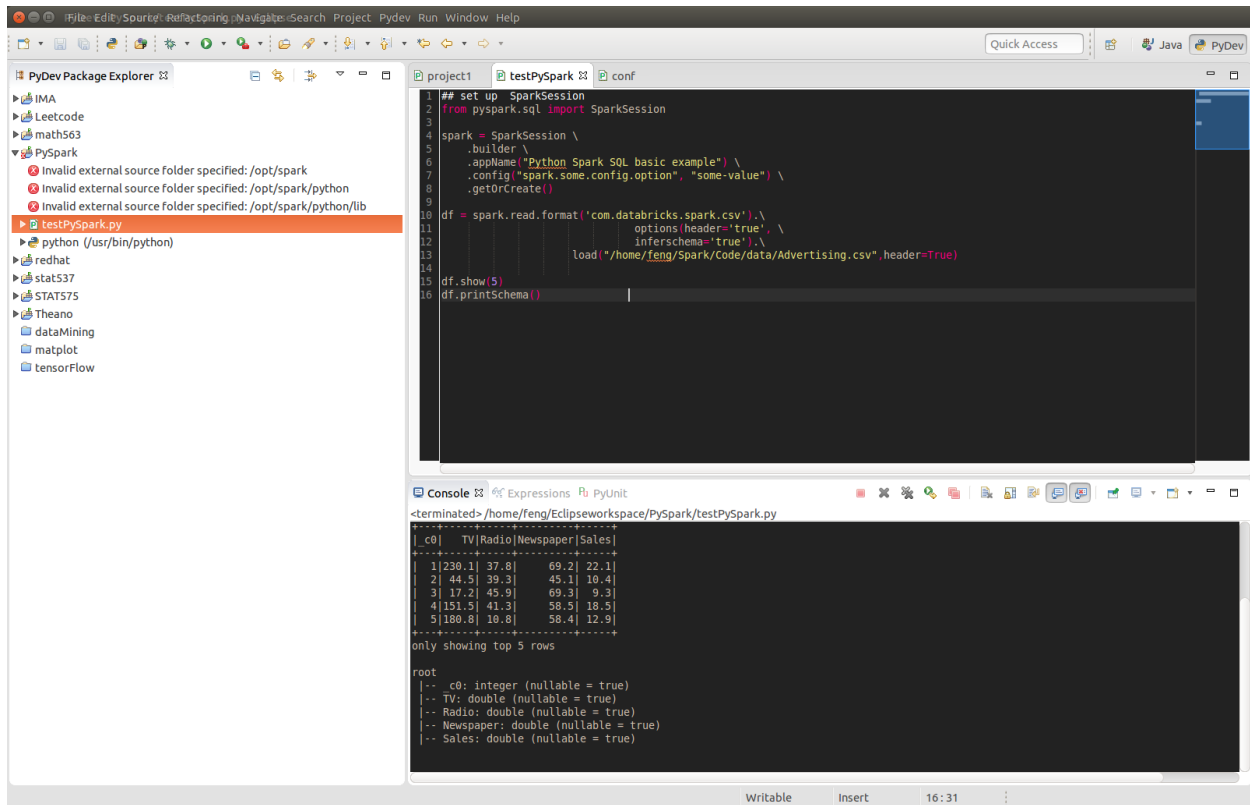 File Edit Source Refactoring Navigate Search Project Pydev Run Window Help
Quick Access
Java
PyDev
PyDev Package Explorer
IMA
Leetcode
math563
PySpark
Invalid external source folder specified: /opt/spark
Invalid external source folder specified: /opt/spark/python
Invalid external source folder specified: /opt/spark/python/lib
testPySpark.py
python (/usr/bin/python)
redhat
stat537
STAT575
Theano
dataMining
matplot
tensorFlow
project1 testPySpark conf
1 ## set up  SparkSession
2 from pyspark.sql import SparkSession
3
4 spark = SparkSession \
5     .builder \
6     .appName("Python Spark SQL basic example") \
7     .config("spark.some.config.option", "some-value") \
8     .getOrCreate()
9
10 df = spark.read.format('com.databricks.spark.csv').\
11                                options(header='true', \
12                                inferschema='true').\
13                      load("/home/feng/Spark/Code/data/Advertising.csv",header=True)
14
15 df.show(5)
16 df.printSchema()
Console Expressions PyUnit
<terminated> /home/feng/Eclipseworkspace/PySpark/testPySpark.py
+---+-----+-----+---------+-----+
|_c0|   TV|Radio|Newspaper|Sales|
+---+-----+-----+---------+-----+
|  1|230.1| 37.8|     69.2| 22.1|
|  2| 44.5| 39.3|     45.1| 10.4|
|  3| 17.2| 45.9|     69.3|  9.3|
|  4|151.5| 41.3|     58.5| 18.5|
|  5|180.8| 10.8|     58.4| 12.9|
+---+-----+-----+---------+-----+
only showing top 5 rows
root
 |-- _c0: integer (nullable = true)
 |-- TV: double (nullable = true)
 |-- Radio: double (nullable = true)
 |-- Newspaper: double (nullable = true)
 |-- Sales: double (nullable = true)
Writable Insert 16:31